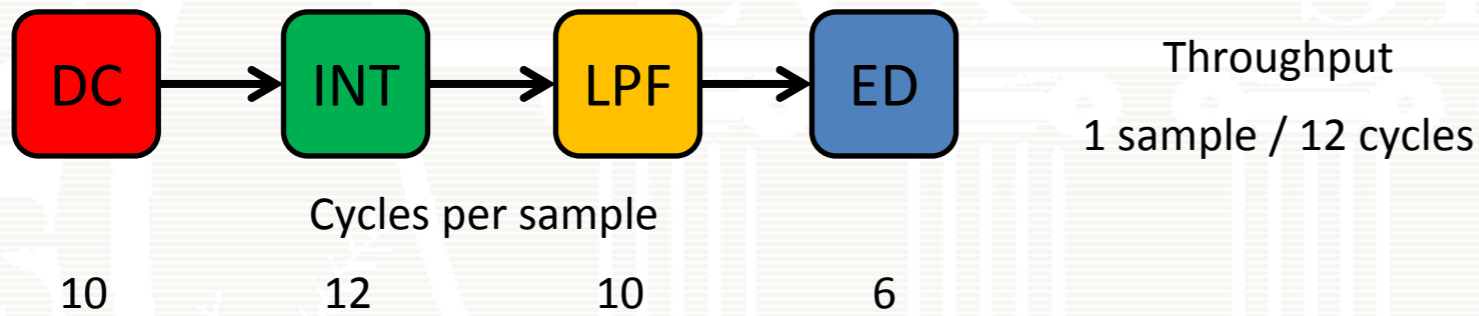 DC INT LPF ED
Throughput
1 sample / 12 cycles
Cycles per sample
10 12 10 6